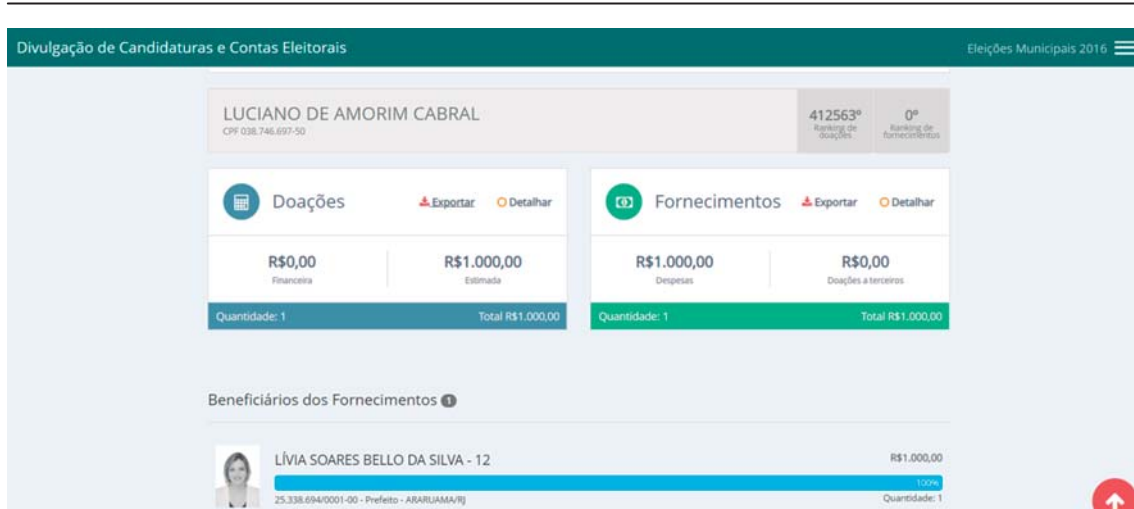 Divulgação de Candidaturas e Contas Eleitorais
Eleições Municipais 2016
LUCIANO DE AMORIM CABRAL
CPF 038.746.697-50
412563º
Ranking de
doações
0º
Ranking de
fornecimentos
Doações
Exportar
Detalhar
R$0,00
Financeira
R$1.000,00
Estimada
Quantidade: 1
Total R$1.000,00
Fornecimentos
Exportar
Detalhar
R$1.000,00
Despesas
R$0,00
Doações a terceiros
Quantidade: 1
Total R$1.000,00
Beneficiários dos Fornecimentos 1
LÍVIA SOARES BELLO DA SILVA - 12
R$1.000,00
100%
25.338.694/0001-00 - Prefeito - ARARUAMA/RJ
Quantidade: 1